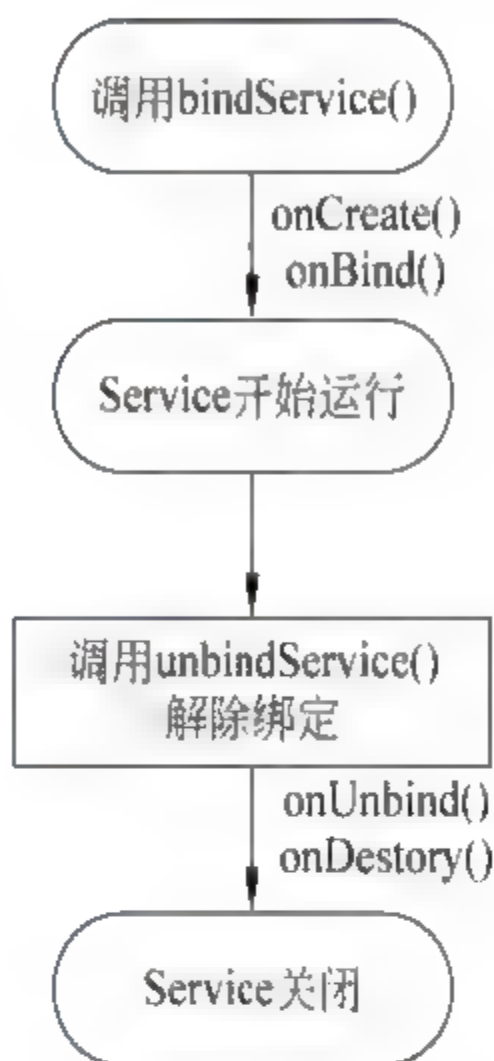 调用bindService()
onCreate()
onBind()
Service开始运行
调用unbindService()
解除绑定
onUnbind()
onDestory()
Service关闭